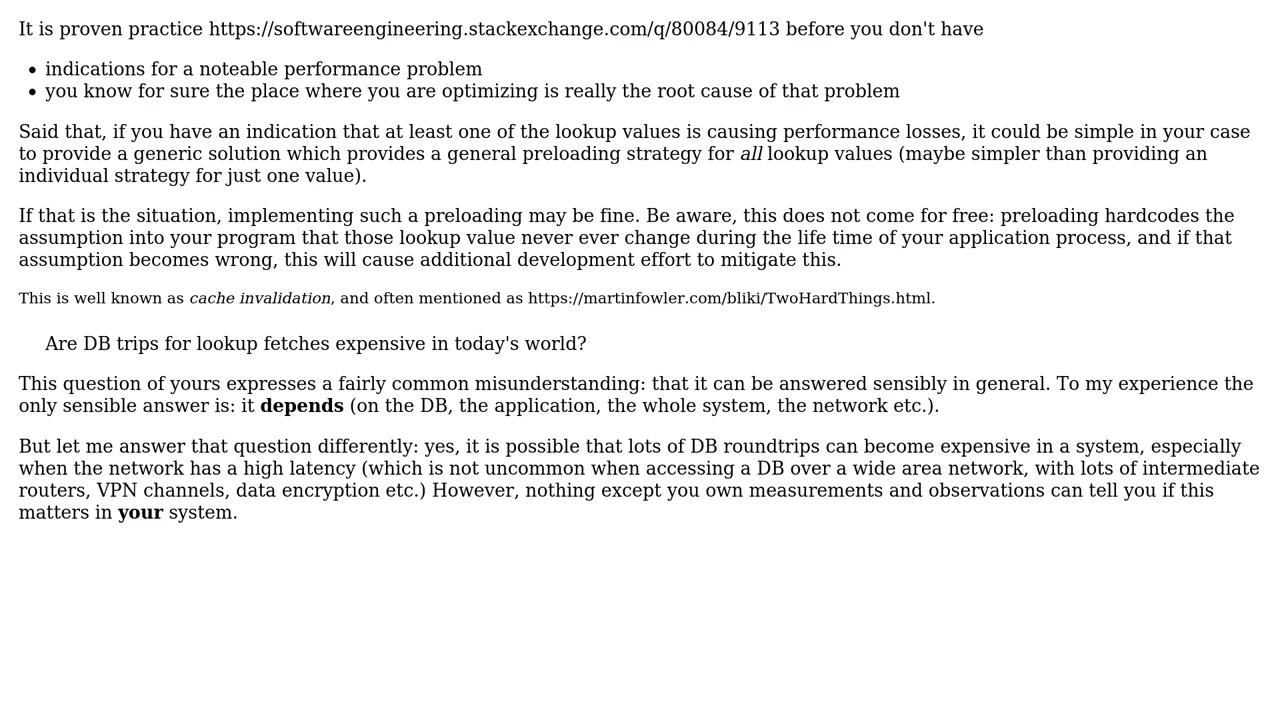 It is proven practice https://softwareengineering.stackexchange.com/q/80084/9113 before you don't have
• indications for a noteable performance problem
• you know for sure the place where you are optimizing is really the root cause of that problem
Said that, if you have an indication that at least one of the lookup values is causing performance losses, it could be simple in your case
to provide a generic solution which provides a general preloading strategy for all lookup values (maybe simpler than providing an
individual strategy for just one value).
If that is the situation, implementing such a preloading may be fine. Be aware, this does not come for free: preloading hardcodes the
assumption into your program that those lookup value never ever change during the life time of your application process, and if that
assumption becomes wrong, this will cause additional development effort to mitigate this.
This is well known as cache invalidation, and often mentioned as https://martinfowler.com/bliki/TwoHardThings.html.
Are DB trips for lookup fetches expensive in today's world?
This question of yours expresses a fairly common misunderstanding: that it can be answered sensibly in general. To my experience the
only sensible answer is: it depends (on the DB, the application, the whole system, the network etc.).
But let me answer that question differently: yes, it is possible that lots of DB roundtrips can become expensive in a system, especially
when the network has a high latency (which is not uncommon when accessing a DB over a wide area network, with lots of intermediate
routers, VPN channels, data encryption etc.) However, nothing except you own measurements and observations can tell you if this
matters in your system.